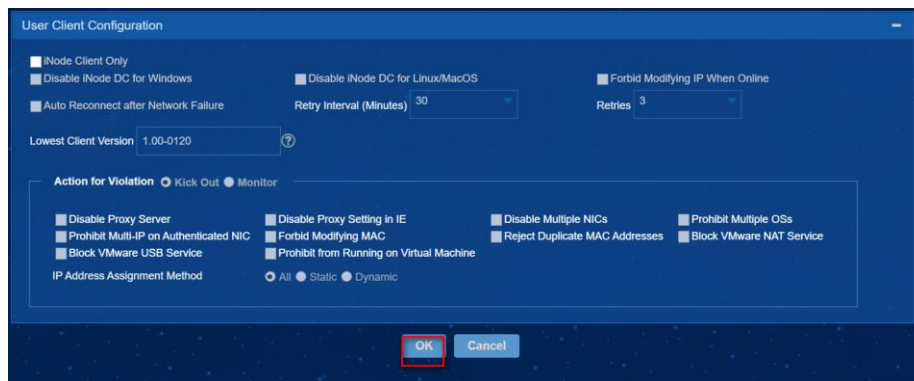 User Client Configuration
iNode Client Only
Disable iNode DC for Windows Disable iNode DC for Linux/MacOS Forbid Modifying IP When Online
Auto Reconnect after Network Failure Retry Interval (Minutes) 30 Retries 3
Lowest Client Version 1.00-0120 ?
Action for Violation Kick Out Monitor
Disable Proxy Server Disable Proxy Setting in IE Disable Multiple NICs Prohibit Multiple OSs
Prohibit Multi-IP on Authenticated NIC Forbid Modifying MAC Reject Duplicate MAC Addresses Block VMware NAT Service
Block VMware USB Service Prohibit from Running on Virtual Machine
IP Address Assignment Method All Static Dynamic
OK Cancel